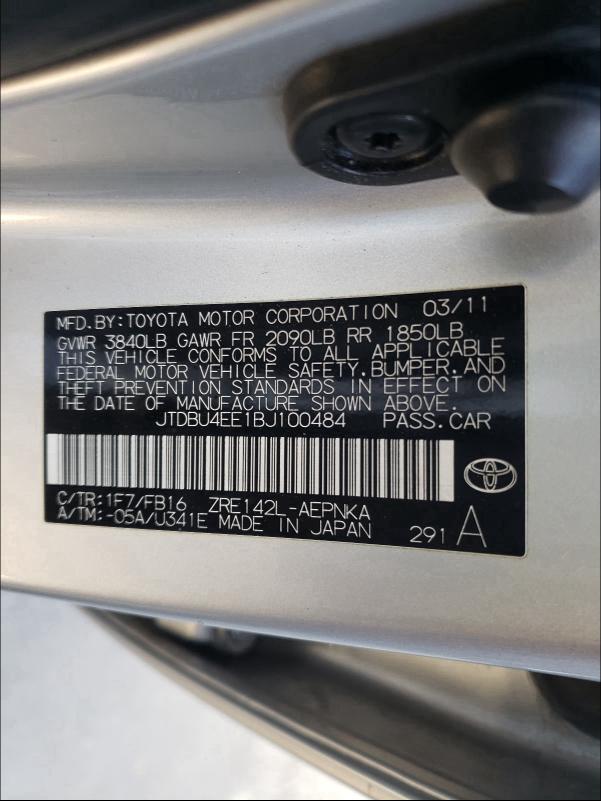 MFD.BY:TOYOTA MOTOR CORPORATION 03/11
GVWR 3840LB GAWR FR 2090LB RR 1850LB
THIS VEHICLE CONFORMS TO ALL APPLICABLE
FEDERAL MOTOR VEHICLE SAFETY.BUMPER.AND
THEFT PREVENTION STANDARDS IN EFFECT ON
THE DATE OF MANUFACTURE SHOWN ABOVE.
JTDBU4EE1BJ100484 PASS.CAR
C/TR:1F7/FB16 ZRE142L-AEPNKA
A/TM:-05A/U341E MADE IN JAPAN 291 A